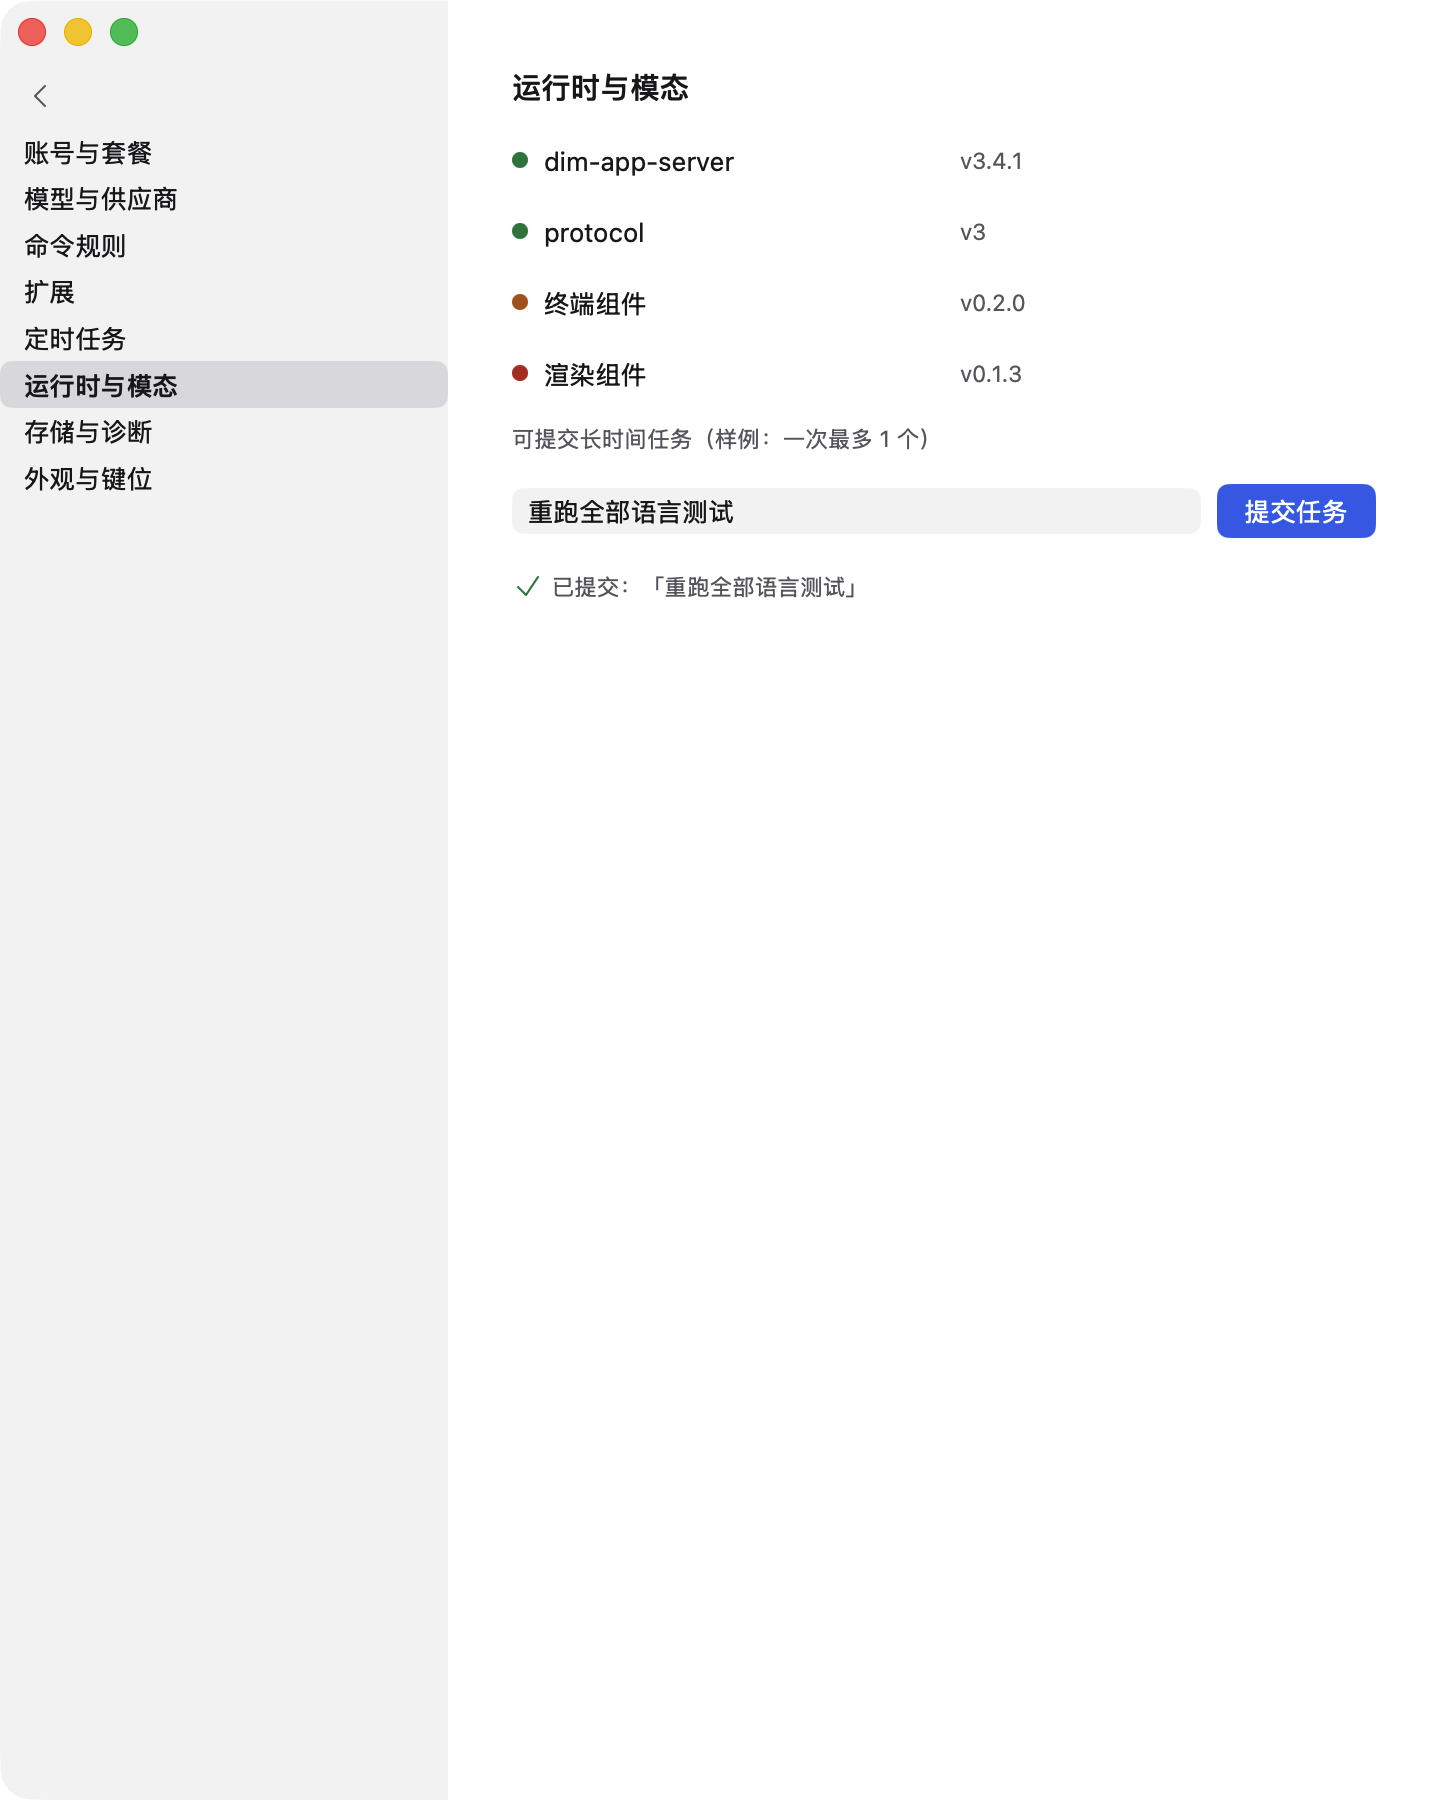 账号与套餐
模型与供应商
命令规则
扩展
定时任务
运行时与模态
存储与诊断
外观与键位
运行时与模态
dim-app-server v3.4.1
protocol v3
终端组件 v0.2.0
渲染组件 v0.1.3
可提交长时间任务（样例：一次最多 1 个）
重跑全部语言测试 提交任务
已提交：「重跑全部语言测试」